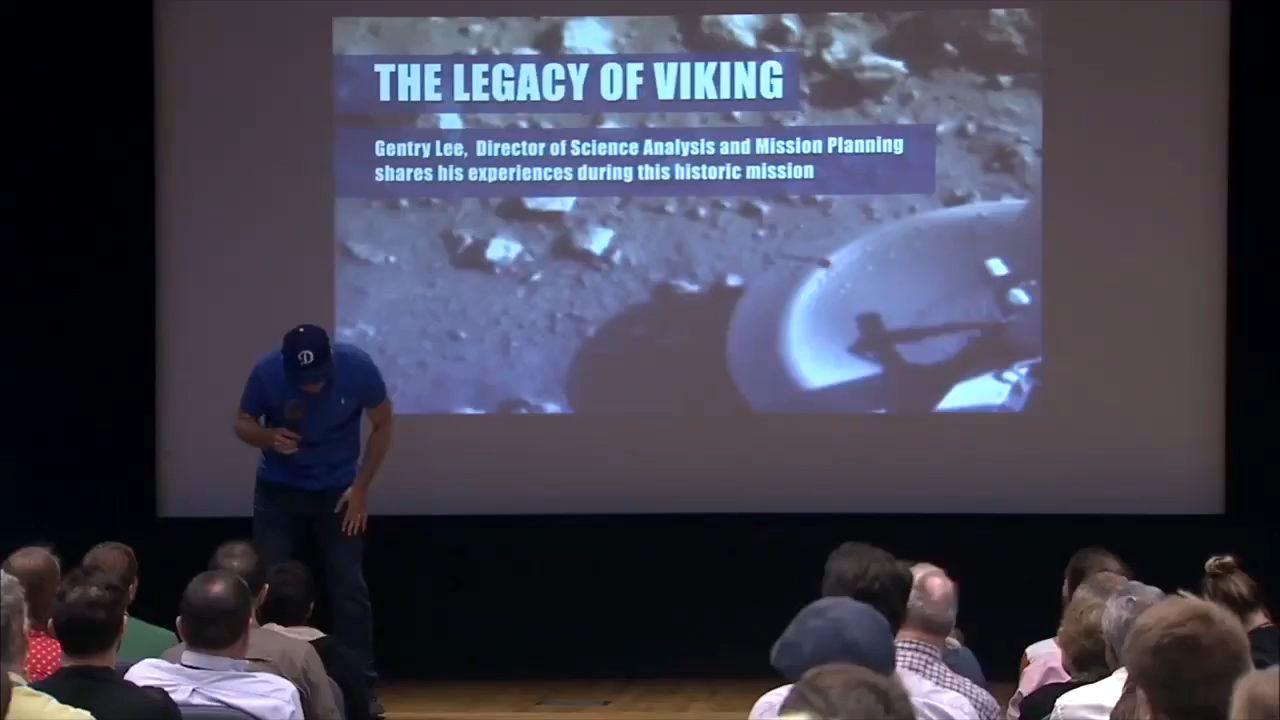 THE LEGACY OF VIKING
Gentry Lee, Director of Science Analysis and Mission Planning
shares his experiences during this historic mission
D